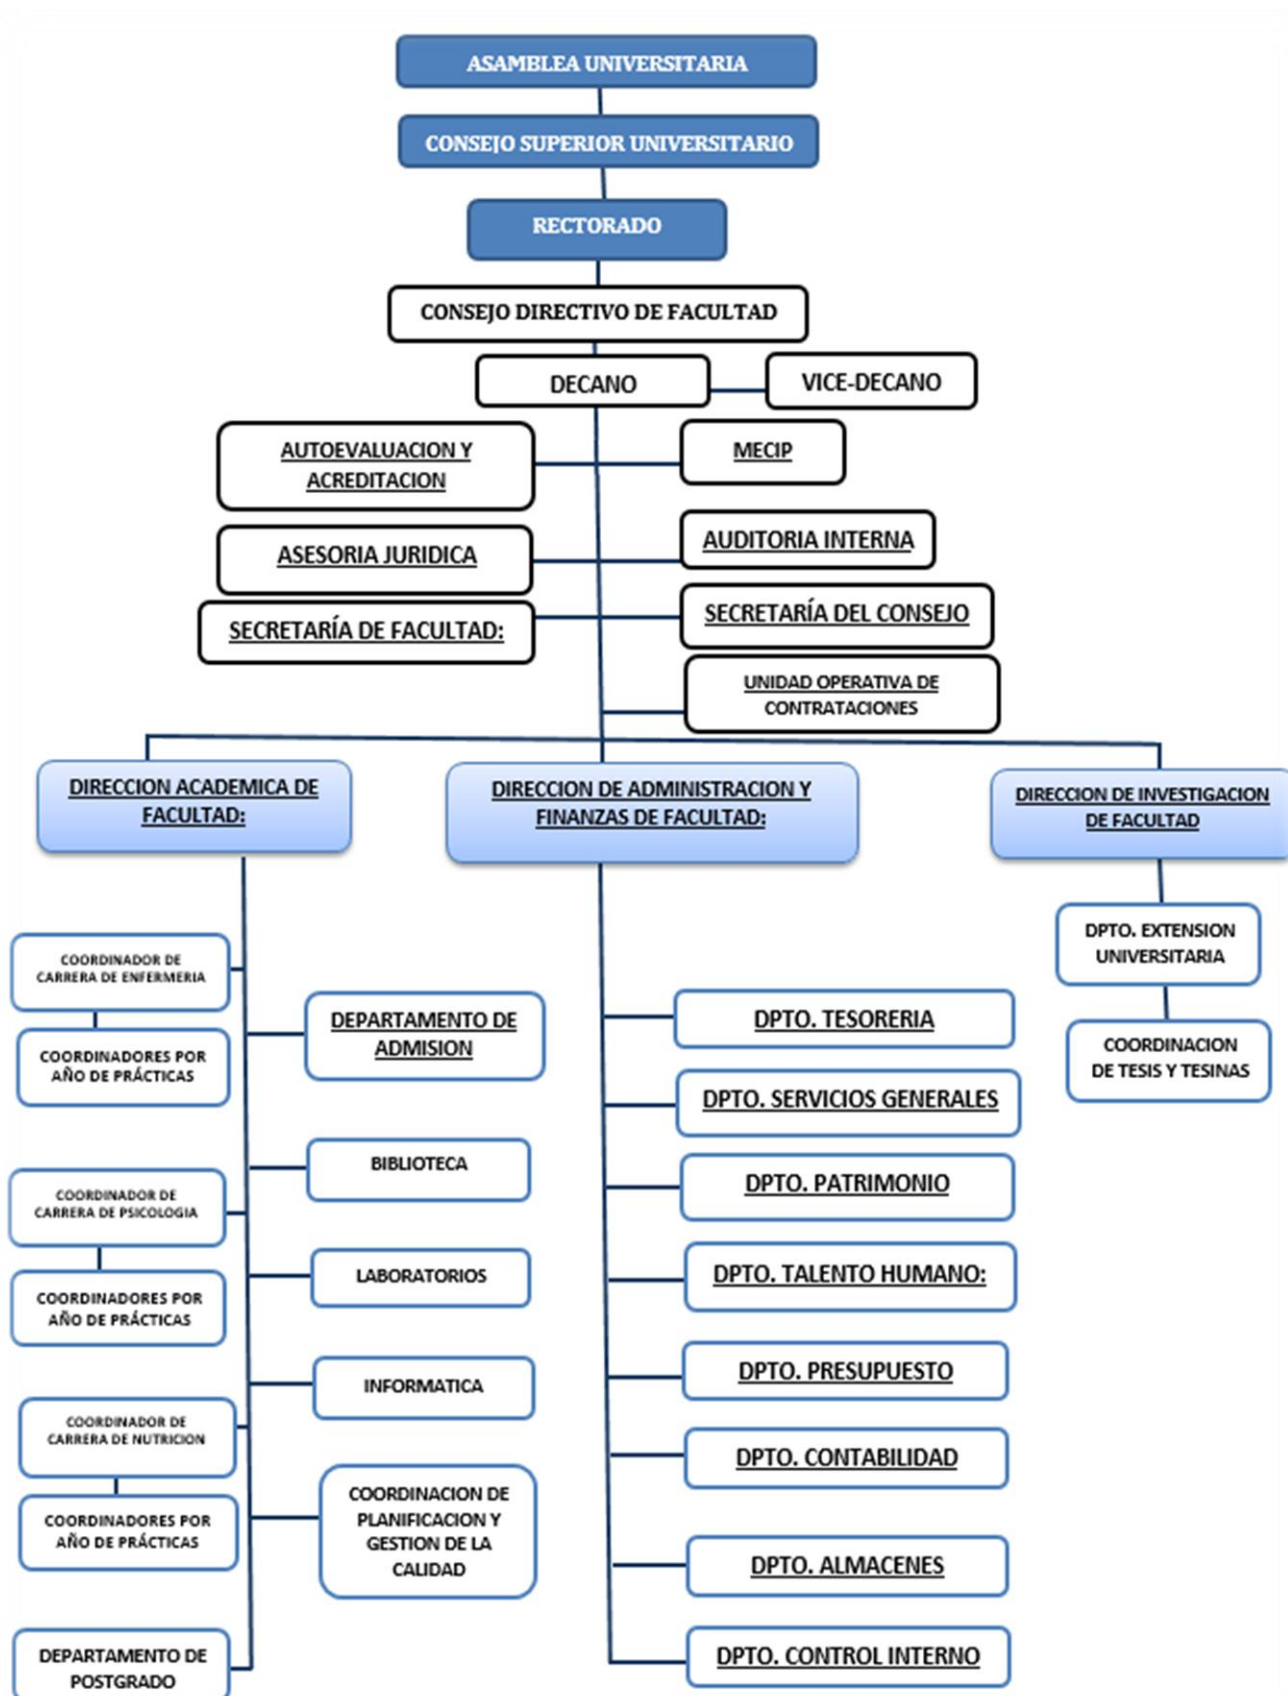 ASAMBLEA UNIVERSITARIA
CONSEJO SUPERIOR UNIVERSITARIO
RECTORADO
CONSEJO DIRECTIVO DE FACULTAD
DECANO
VICE-DECANO
AUTOEVALUACION Y
ACREDITACION
MECIP
ASESORIA JURIDICA
AUDITORIA INTERNA
SECRETARÍA DE FACULTAD:
SECRETARÍA DEL CONSEJO
UNIDAD OPERATIVA DE
CONTRATACIONES
DIRECCION ACADEMICA DE
FACULTAD:
DIRECCION DE ADMINISTRACION Y
FINANZAS DE FACULTAD:
DIRECCION DE INVESTIGACION
DE FACULTAD
COORDINADOR DE
CARRERA DE ENFERMERIA
COORDINADORES POR
AÑO DE PRÁCTICAS
COORDINADOR DE
CARRERA DE PSICOLOGIA
COORDINADORES POR
AÑO DE PRÁCTICAS
COORDINADOR DE
CARRERA DE NUTRICION
COORDINADORES POR
AÑO DE PRÁCTICAS
DEPARTAMENTO DE
POSTGRADO
DEPARTAMENTO DE
ADMISION
BIBLIOTECA
LABORATORIOS
INFORMATICA
COORDINACION DE
PLANIFICACION Y
GESTION DE LA
CALIDAD
DPTO. TESORERIA
DPTO. SERVICIOS GENERALES
DPTO. PATRIMONIO
DPTO. TALENTO HUMANO:
DPTO. PRESUPUESTO
DPTO. CONTABILIDAD
DPTO. ALMACENES
DPTO. CONTROL INTERNO
DPTO. EXTENSION
UNIVERSITARIA
COORDINACION
DE TESIS Y TESINAS